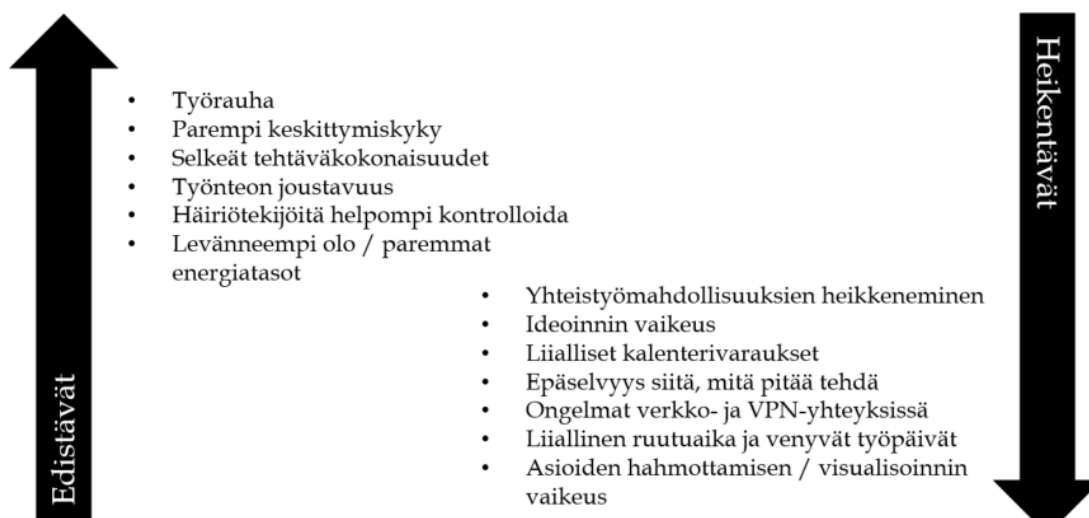 Edistävät
• Työrauha
• Parempi keskittymiskyky
• Selkeät tehtäväkokonaisuudet
• Työnteon joustavuus
• Häiriötekijöitä helpompi kontrolloida
• Levänneempi olo / paremmat
energiatasot
Heikentävät
• Yhteistyömahdollisuuksien heikkeneminen
• Ideoinnin vaikeus
• Liialliset kalenterivaraukset
• Epäselvyys siitä, mitä pitää tehdä
• Ongelmat verkko- ja VPN-yhteyksissä
• Liiallinen ruutuaika ja venyvät työpäivät
• Asioiden hahmottamisen / visualisoinnin
vaikeus